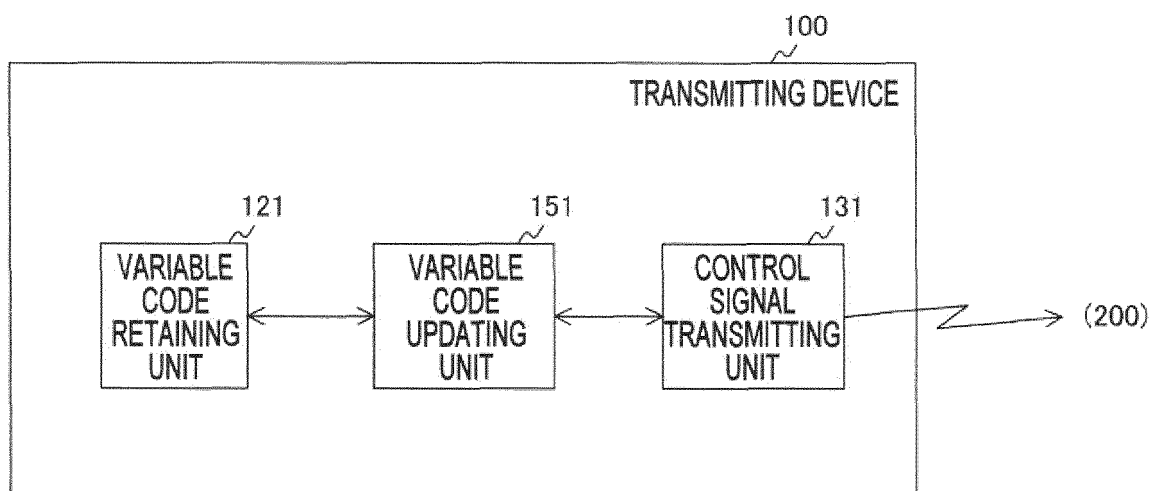 100
TRANSMITTING DEVICE
121
151
131
VARIABLE
CODE
RETAINING
UNIT
VARIABLE
CODE
UPDATING
UNIT
CONTROL
SIGNAL
TRANSMITTING
UNIT
(200)